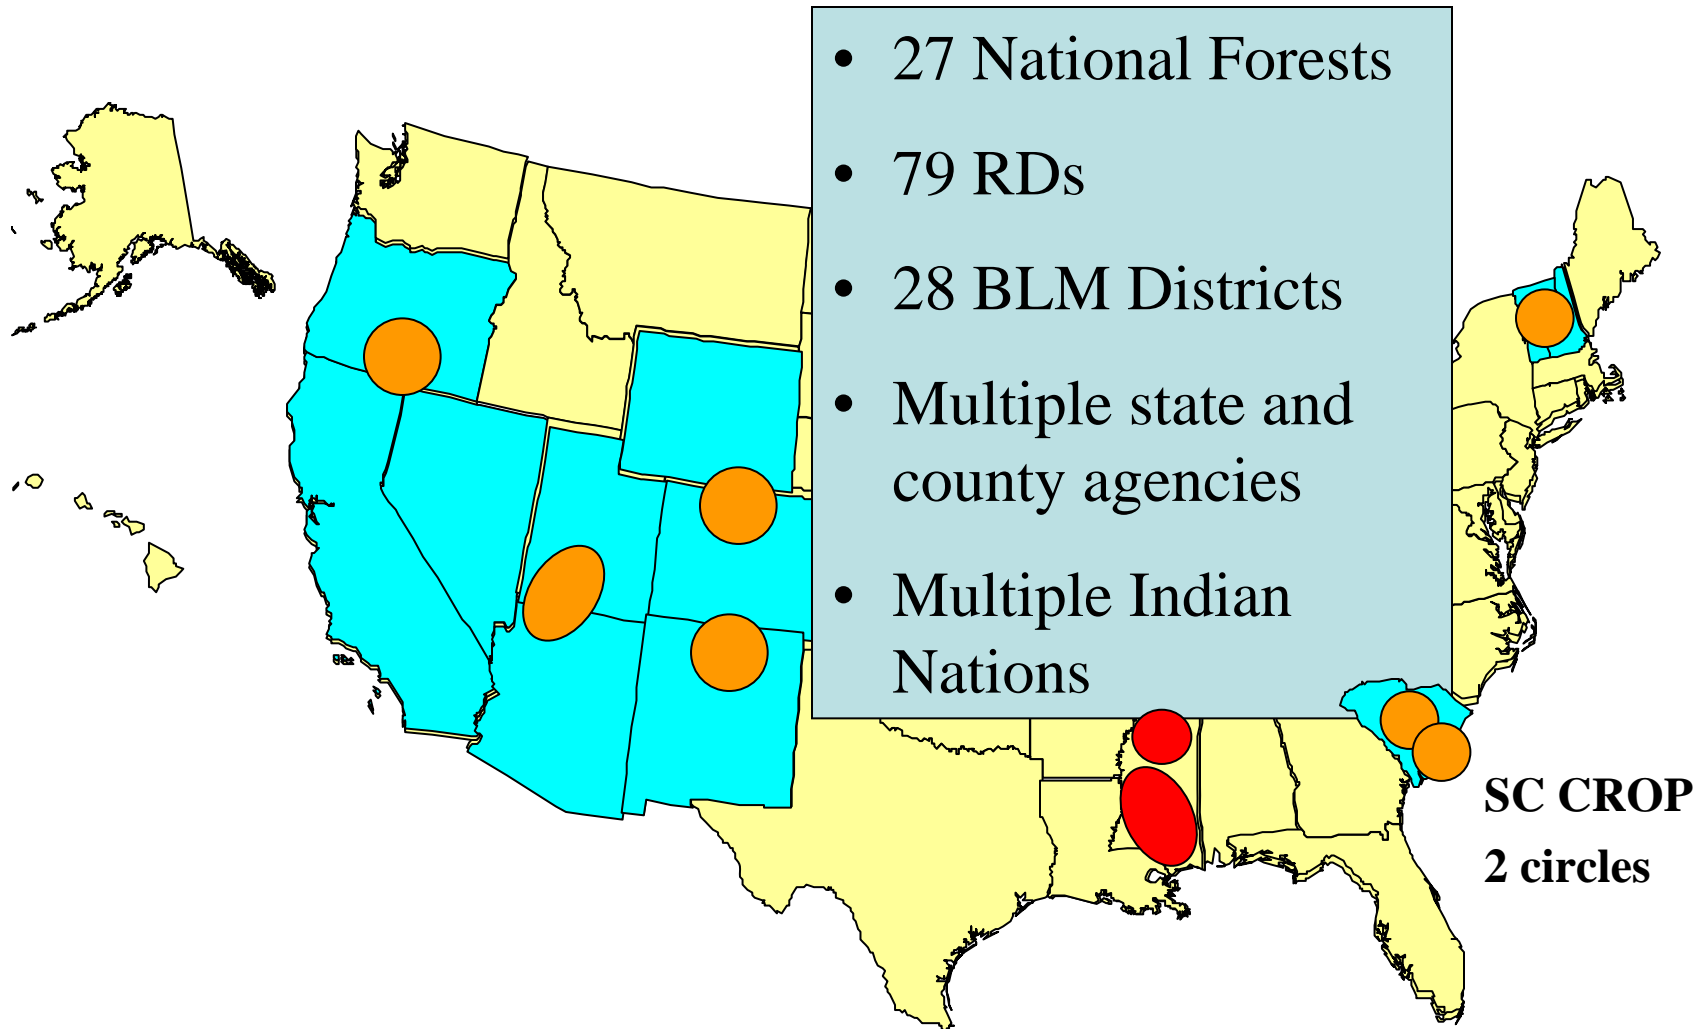 • 27 National Forests
• 79 RDs
• 28 BLM Districts
• Multiple state and
county agencies
• Multiple Indian
Nations
SC CROP
2 circles